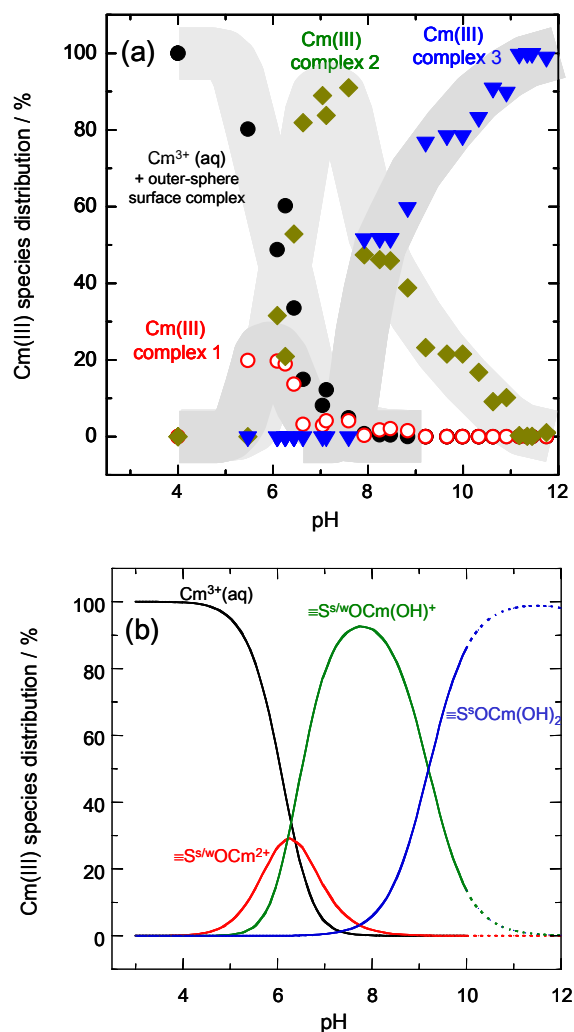 (a)
Cm(III)
complex 2
Cm(III)
complex 3
Cm³⁺ (aq)
+ outer-sphere
surface complex
Cm(III)
complex 1
Cm(III) species distribution / %
100
80
60
40
20
0
4
6
8
10
12
pH
(b)
Cm³⁺(aq)
≡Sˢ/ʷOCm(OH)⁺
≡SˢOCm(OH)₂
≡Sˢ/ʷOCm²⁺
Cm(III) species distribution / %
100
80
60
40
20
0
4
6
8
10
12
pH